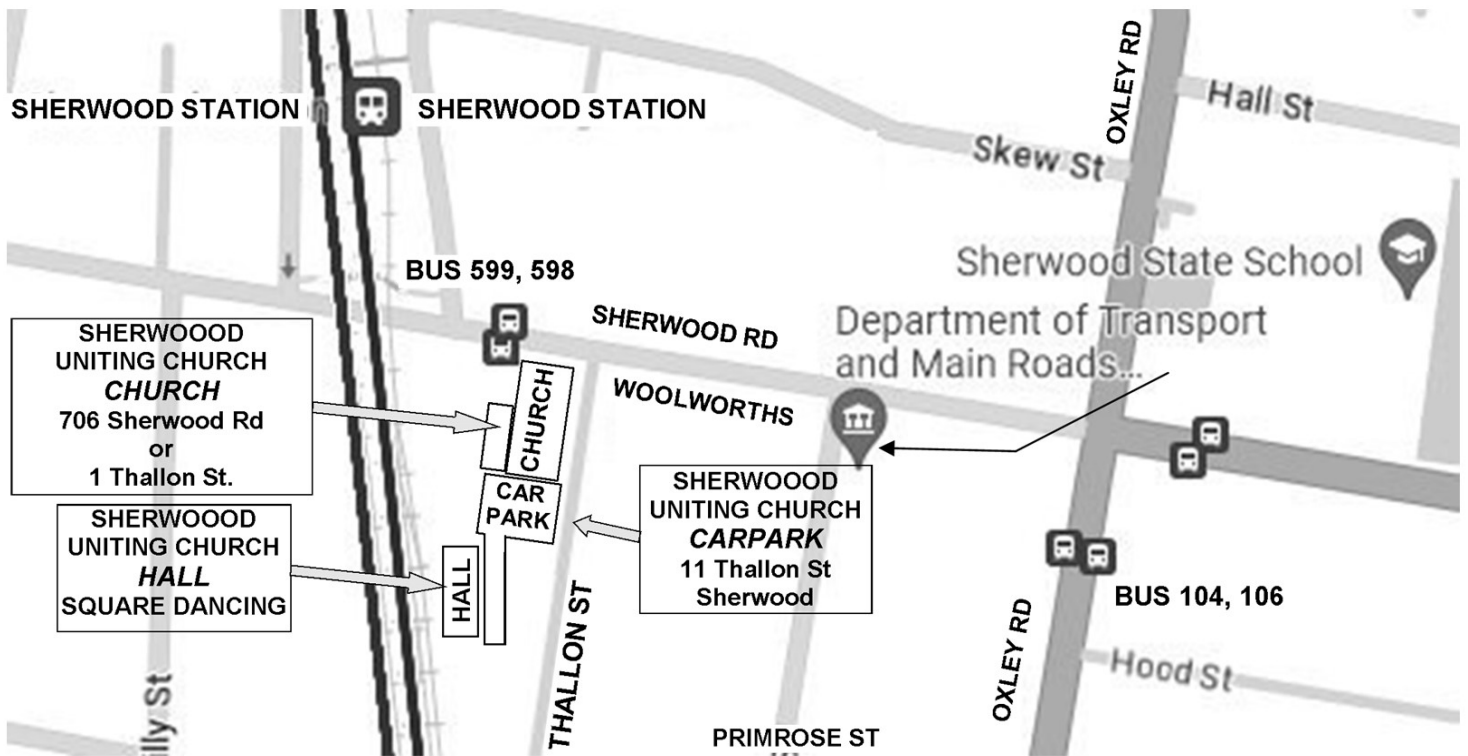 SHERWOOD STATION
SHERWOOD STATION
OXLEY RD
Hall St
Skew St
BUS 599, 598
Sherwood State School
SHERWOOD RD
Department of Transport
and Main Roads...
SHERWOOOD
UNITING CHURCH
CHURCH
706 Sherwood Rd
or
1 Thallon St.
CHURCH
WOOLWORTHS
CAR
PARK
SHERWOOOD
UNITING CHURCH
CARPARK
11 Thallon St
Sherwood
SHERWOOOD
UNITING CHURCH
HALL
SQUARE DANCING
HALL
THALLON ST
BUS 104, 106
OXLEY RD
Hood St
PRIMROSE ST